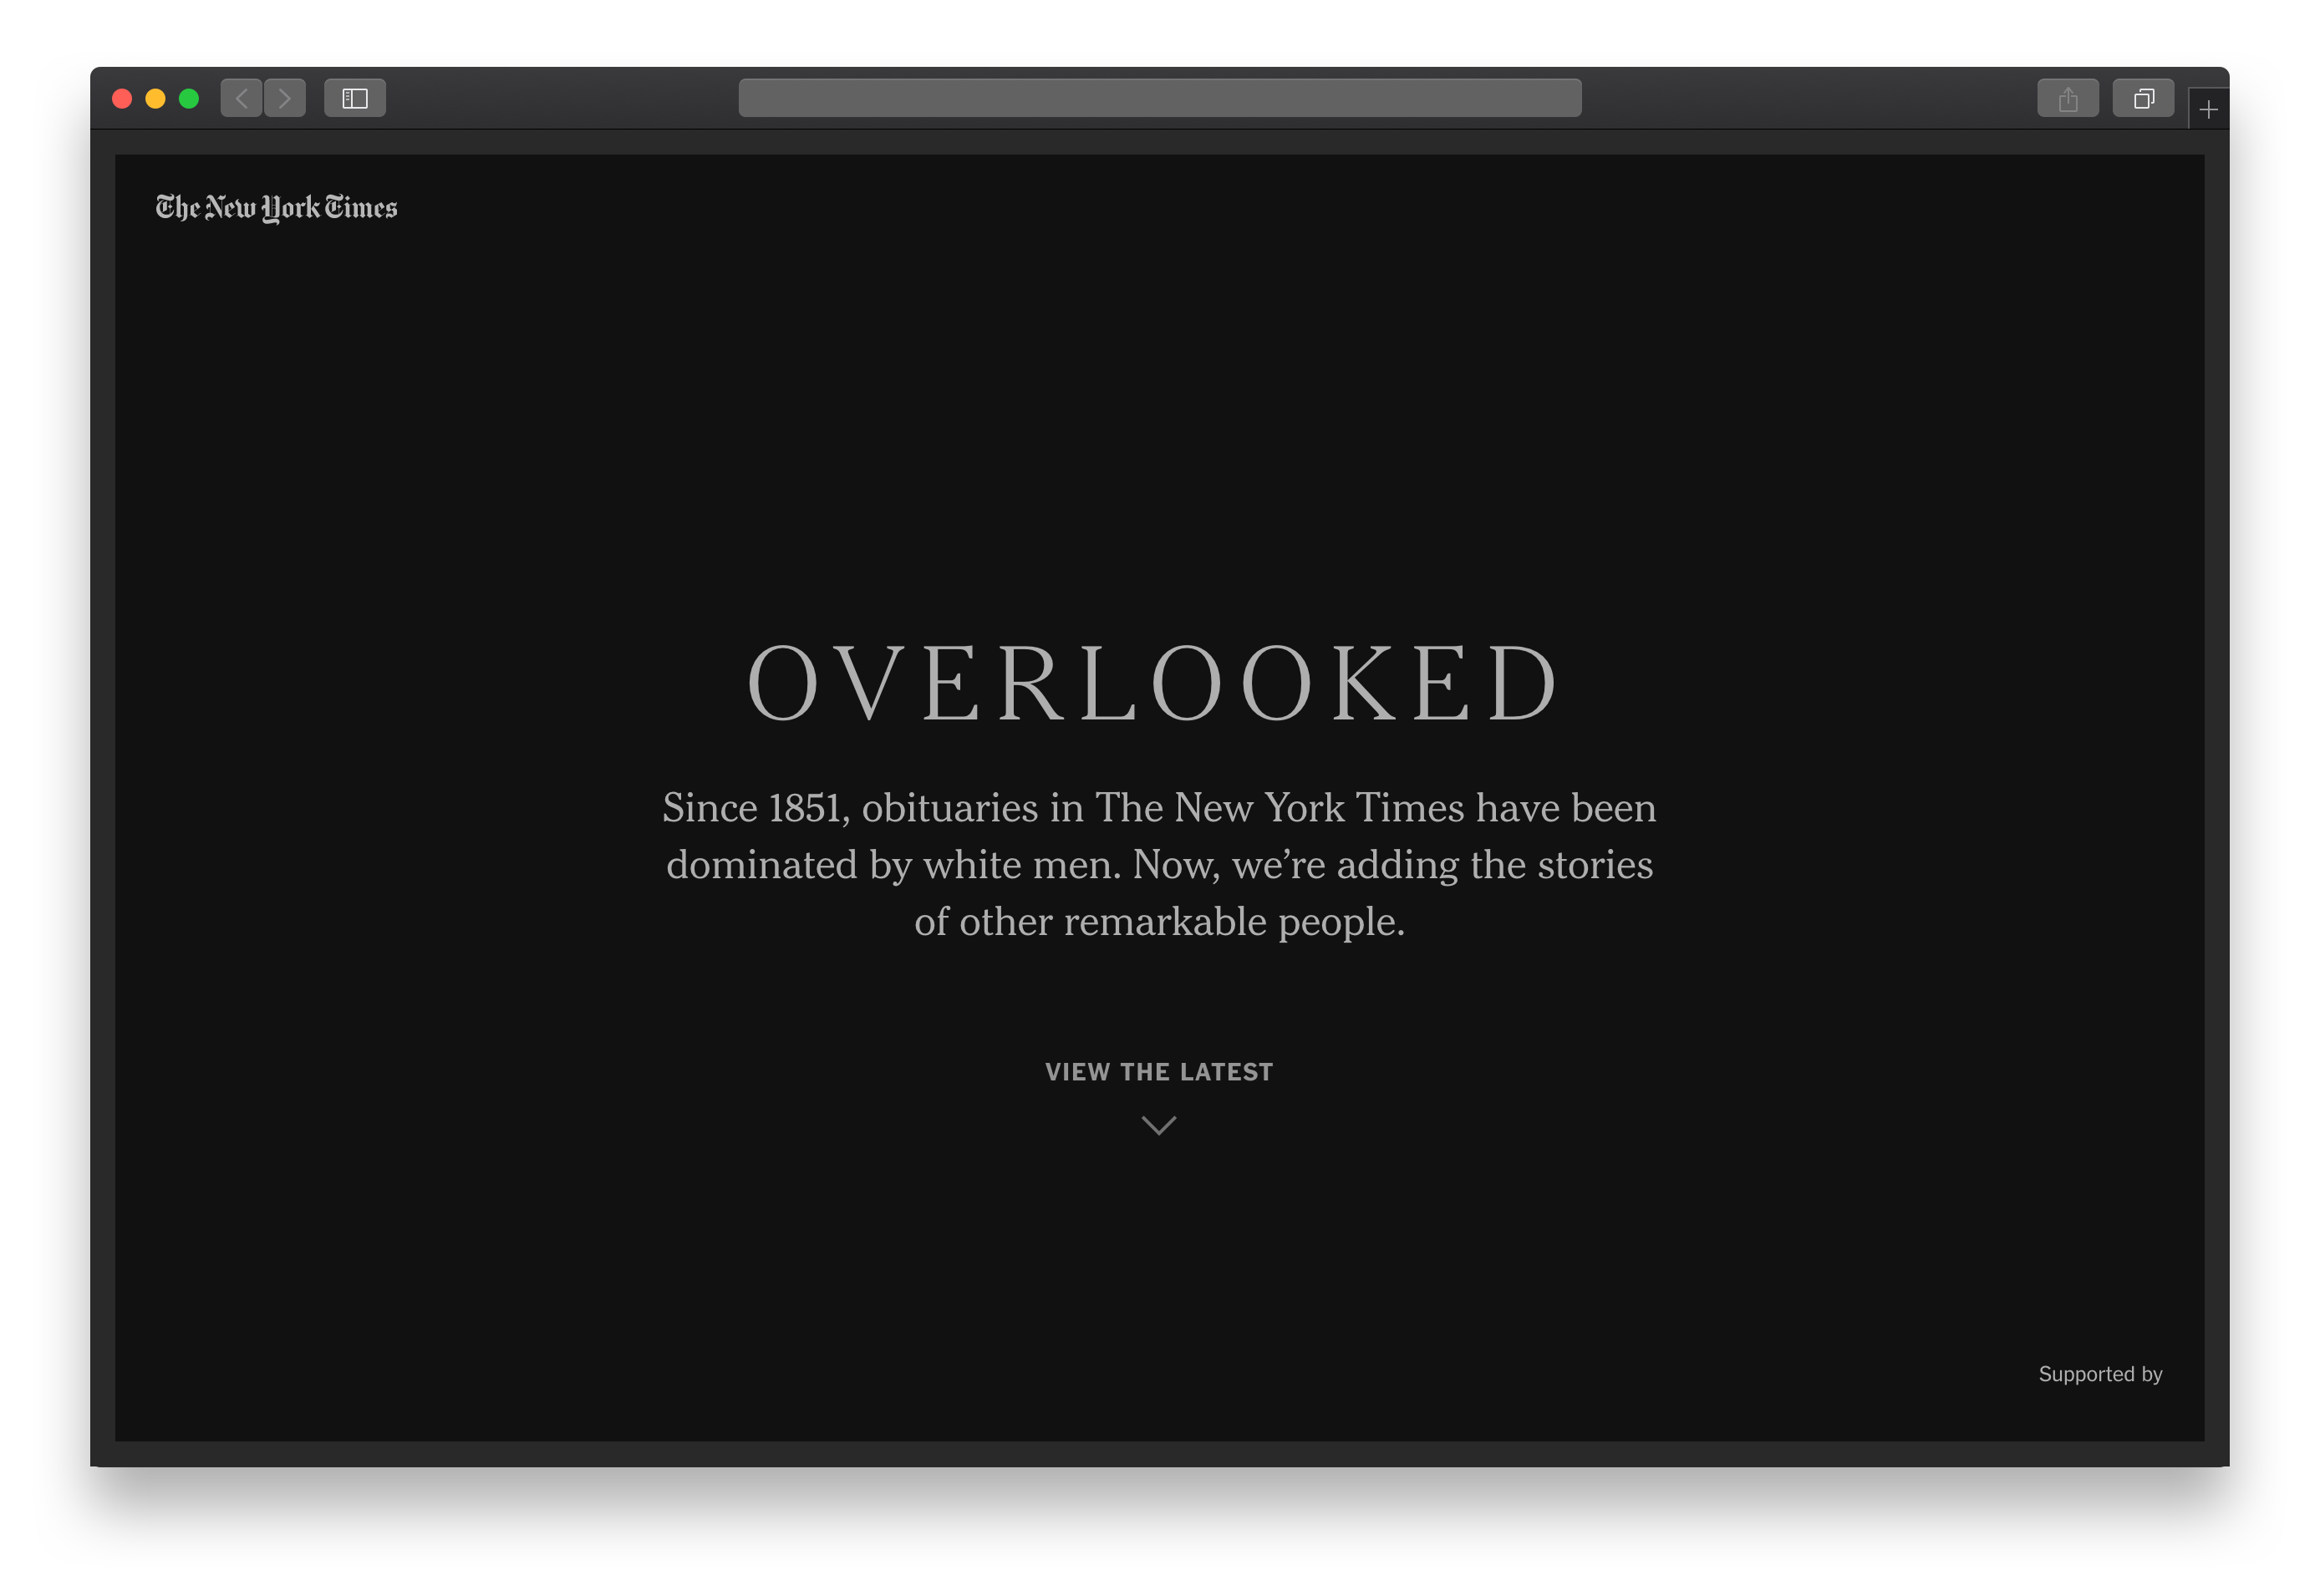 The New York Times
OVERLOOKED
Since 1851, obituaries in The New York Times have been
dominated by white men. Now, we’re adding the stories
of other remarkable people.
VIEW THE LATEST
Supported by